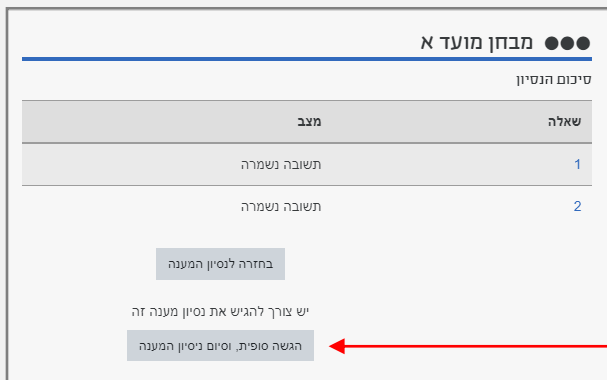 מבחן מועד א
סיכום הנסיון
שאלה מצב
1 תשובה נשמרה
2 תשובה נשמרה
בחזרה לנסיון המענה
יש צורך להגיש את נסיון מענה זה
הגשה סופית, וסיום ניסיון המענה